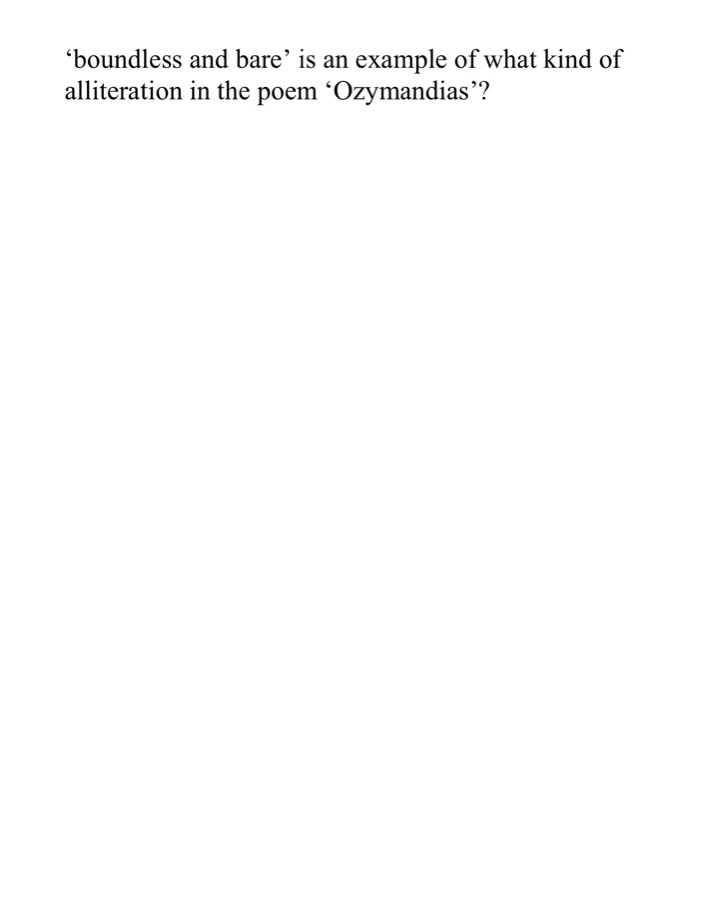 ‘boundless and bare’ is an example of what kind of
alliteration in the poem ‘Ozymandias’?